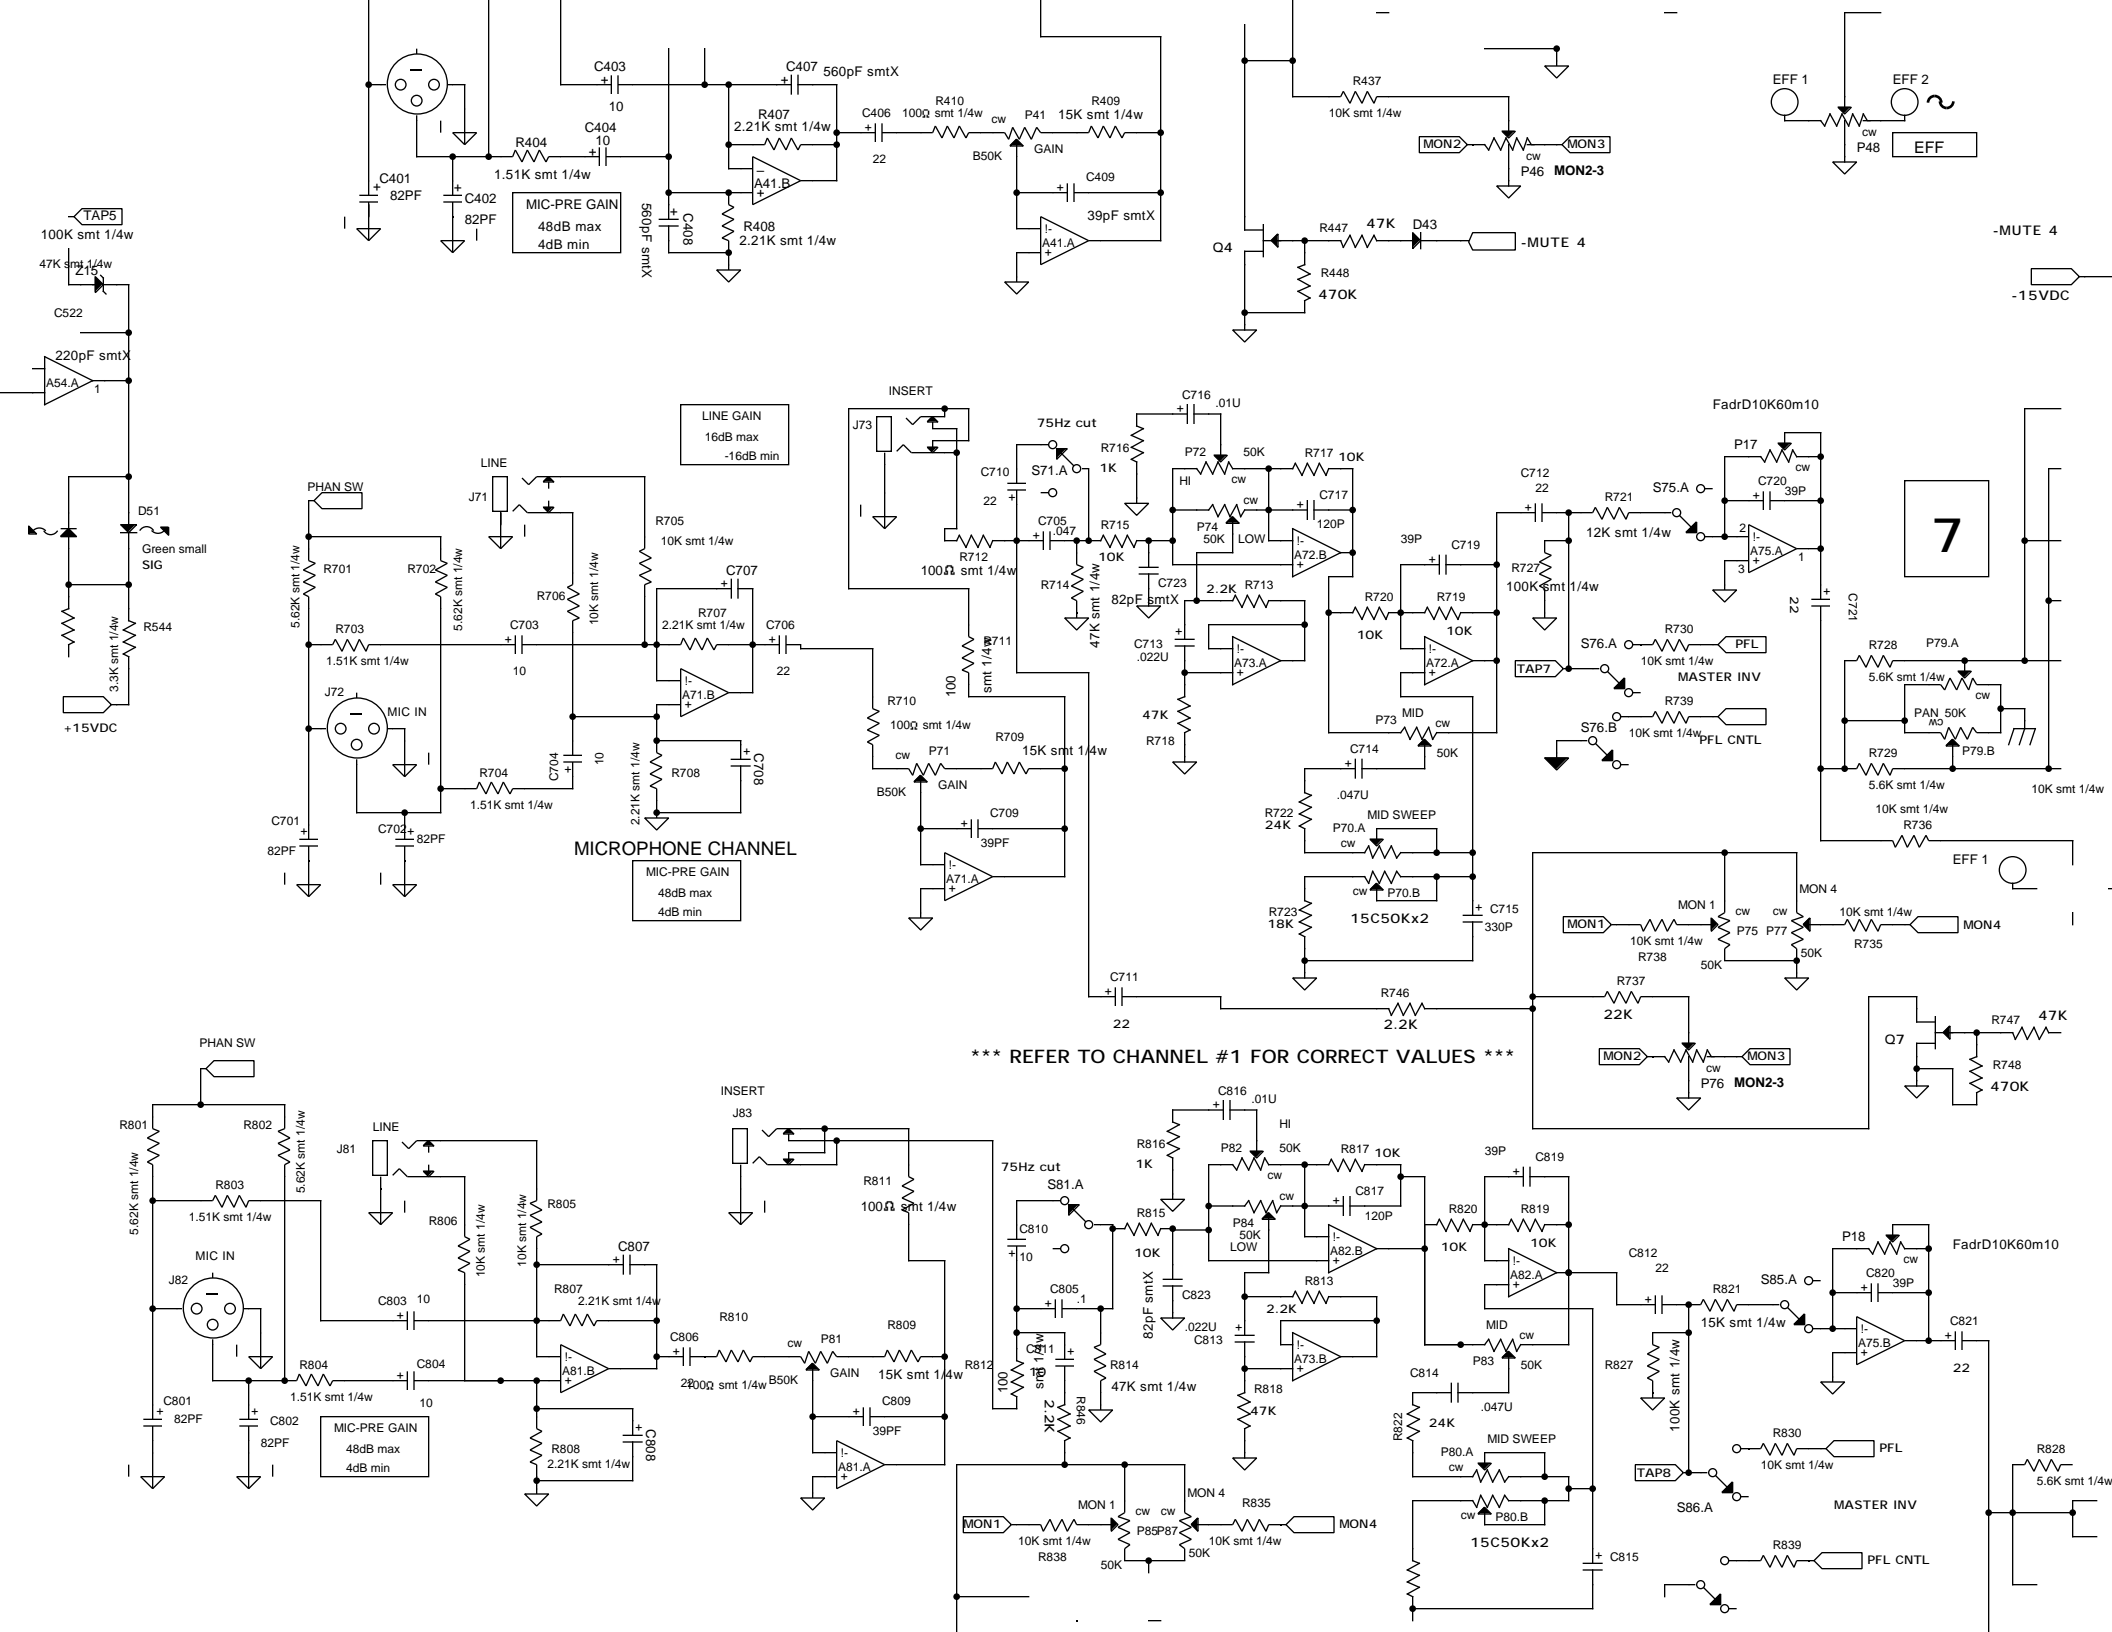 C403
10
C407
560pF smtX
R407
2.21K smt 1/4w
C404
10
R404
1.51K smt 1/4w
C401
82PF
C402
82PF
MIC-PRE GAIN
48dB max
4dB min
A41.B
C408
560pF smtX
R408
2.21K smt 1/4w
C406
22
R410
100Ω smt 1/4w
cw
P41
B50K
GAIN
R409
15K smt 1/4w
C409
39pF smtX
A41.A
R437
10K smt 1/4w
MON2
MON3
cw
P46
MON2-3
Q4
R447
47K
D43
-MUTE 4
R448
470K
EFF 1
EFF 2
cw
P48
EFF
-MUTE 4
-15VDC
TAP5
100K smt 1/4w
47K smt 1/4w
Z15
C522
220pF smtX
A54.A
1
D51
Green small
SIG
R544
3.3K smt 1/4w
+15VDC
LINE GAIN
16dB max
-16dB min
PHAN SW
LINE
J71
R701
5.62K smt 1/4w
R702
5.62K smt 1/4w
R703
1.51K smt 1/4w
J72
MIC IN
C701
82PF
C702
82PF
R704
1.51K smt 1/4w
C703
10
C704
10
R705
10K smt 1/4w
R706
10K smt 1/4w
C707
R707
2.21K smt 1/4w
A71.B
C706
22
R708
2.21K smt 1/4w
C708
MICROPHONE CHANNEL
MIC-PRE GAIN
48dB max
4dB min
INSERT
J73
R710
100Ω smt 1/4w
cw
P71
B50K
GAIN
R709
15K smt 1/4w
C709
39PF
A71.A
R711
100
smt 1/4w
R712
100Ω smt 1/4w
C710
22
75Hz cut
S71.A
C705
.047
R714
47K smt 1/4w
R715
10K
C723
82pF smtX
R716
1K
C716
.01U
P72
50K
HI
cw
P74
50K
LOW
cw
R717
10K
C717
120P
A72.B
R713
2.2K
C713
.022U
A73.A
47K
R718
39P
C719
R720
10K
R719
10K
A72.A
MID
P73
cw
50K
C714
.047U
R722
24K
MID SWEEP
P70.A
cw
cw
P70.B
15C50Kx2
R723
18K
C715
330P
C712
22
R727
100K smt 1/4w
R721
12K smt 1/4w
S75.A
FadrD10K60m10
P17
cw
C720
39P
2
3
A75.A
1
22
C721
TAP7
S76.A
R730
10K smt 1/4w
PFL
MASTER INV
S76.B
R739
10K smt 1/4w
PFL CNTL
7
R728
5.6K smt 1/4w
P79.A
cw
PAN 50K
cw
P79.B
R729
5.6K smt 1/4w
10K smt 1/4w
10K smt 1/4w
R736
EFF 1
MON 1
MON 4
MON1
10K smt 1/4w
R738
cw
P75
50K
cw
P77
50K
10K smt 1/4w
R735
MON4
C711
22
R746
2.2K
R737
22K
MON2
MON3
cw
P76
MON2-3
Q7
R747
47K
R748
470K
*** REFER TO CHANNEL #1 FOR CORRECT VALUES ***
PHAN SW
R801
5.62K smt 1/4w
R802
5.62K smt 1/4w
R803
1.51K smt 1/4w
MIC IN
J82
LINE
J81
C801
82PF
C802
82PF
R804
1.51K smt 1/4w
MIC-PRE GAIN
48dB max
4dB min
C803
10
C804
10
R806
10K smt 1/4w
R805
10K smt 1/4w
C807
R807
2.21K smt 1/4w
A81.B
R808
2.21K smt 1/4w
C808
C806
22
R810
100Ω smt 1/4w
INSERT
J83
R811
100Ω smt 1/4w
cw
P81
B50K
GAIN
R809
15K smt 1/4w
C809
39PF
A81.A
R812
100
smt 1/4w
75Hz cut
S81.A
C810
10
C805
.1
C811
10
R814
47K smt 1/4w
R846
2.2K
R815
10K
82pF smtX
C823
R816
1K
C816
.01U
HI
P82
50K
cw
P84
50K
LOW
cw
R817
10K
C817
120P
A82.B
R813
2.2K
.022U
C813
A73.B
R818
47K
39P
C819
R820
10K
R819
10K
A82.A
MID
P83
cw
50K
C814
.047U
R822
24K
MID SWEEP
P80.A
cw
cw
P80.B
15C50Kx2
C815
MON 1
MON 4
MON1
10K smt 1/4w
R838
cw
P85
50K
cw
P87
50K
R835
10K smt 1/4w
MON4
C812
22
R827
100K smt 1/4w
R821
15K smt 1/4w
S85.A
P18
cw
FadrD10K60m10
C820
39P
A75.B
C821
22
TAP8
S86.A
R830
10K smt 1/4w
PFL
MASTER INV
R839
PFL CNTL
R828
5.6K smt 1/4w